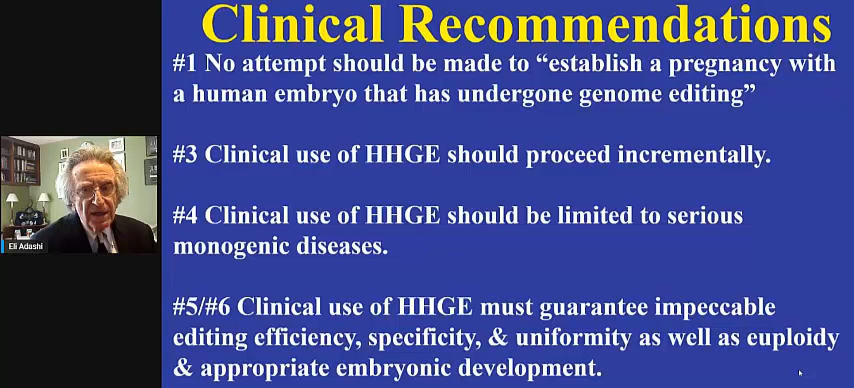 Clinical Recommendations
#1 No attempt should be made to “establish a pregnancy with
a human embryo that has undergone genome editing”
#3 Clinical use of HHGE should proceed incrementally.
#4 Clinical use of HHGE should be limited to serious
monogenic diseases.
Eli Adashi
#5/#6 Clinical use of HHGE must guarantee impeccable
editing efficiency, specificity, & uniformity as well as euploidy
& appropriate embryonic development.